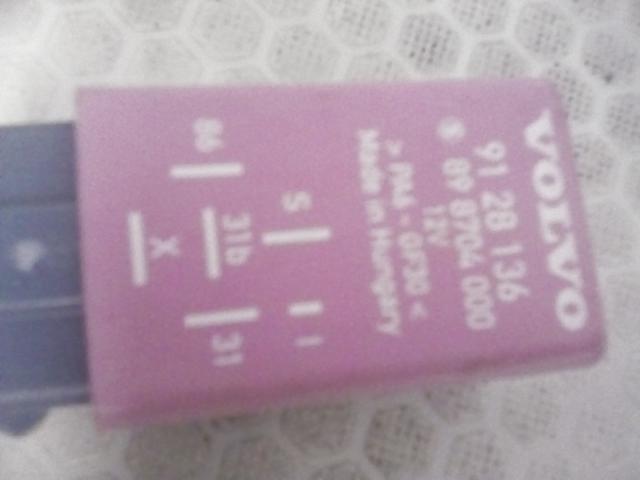 VOLVO
91 28 136
89 8704 000
12V
> PA6 - GF30 <
Made in Hungary
S
I
86
31b
31
X